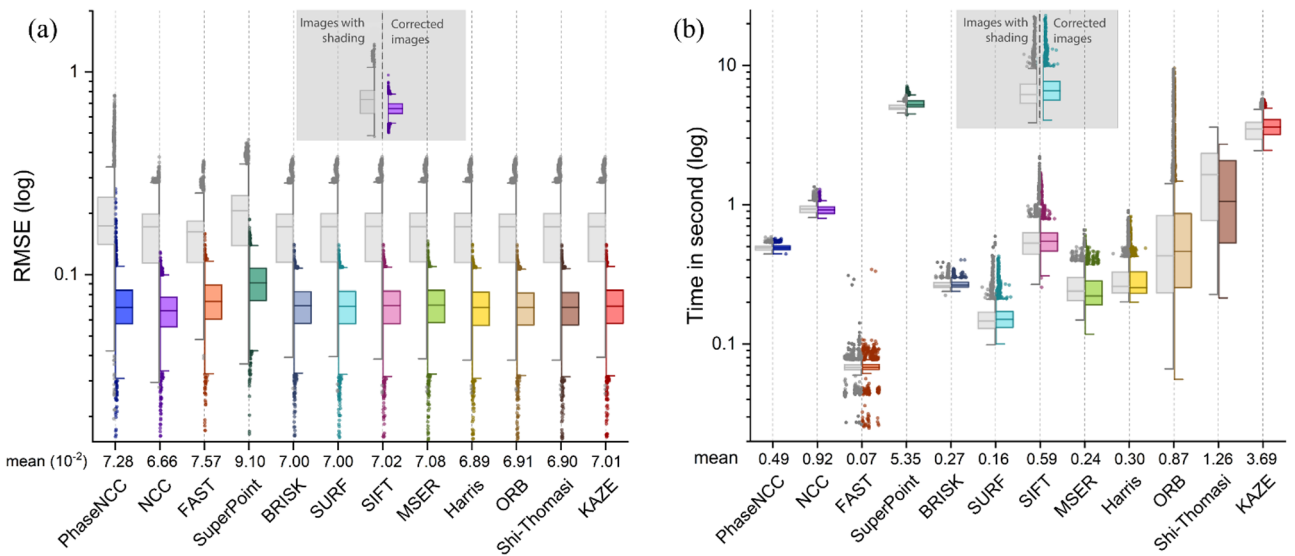 (a)
Images with
shading
Corrected
images
RMSE (log)
1
0.1
mean (10-2)
7.28 6.66 7.57 9.10 7.00 7.00 7.02 7.08 6.89 6.91 6.90 7.01
PhaseNCC
NCC
FAST
SuperPoint
BRISK
SURF
SIFT
MSER
Harris
ORB
Shi-Thomasi
KAZE
(b)
Images with
shading
Corrected
images
Time in second (log)
10
1
0.1
mean
0.49 0.92 0.07 5.35 0.27 0.16 0.59 0.24 0.30 0.87 1.26 3.69
PhaseNCC
NCC
FAST
SuperPoint
BRISK
SURF
SIFT
MSER
Harris
ORB
Shi-Thomasi
KAZE